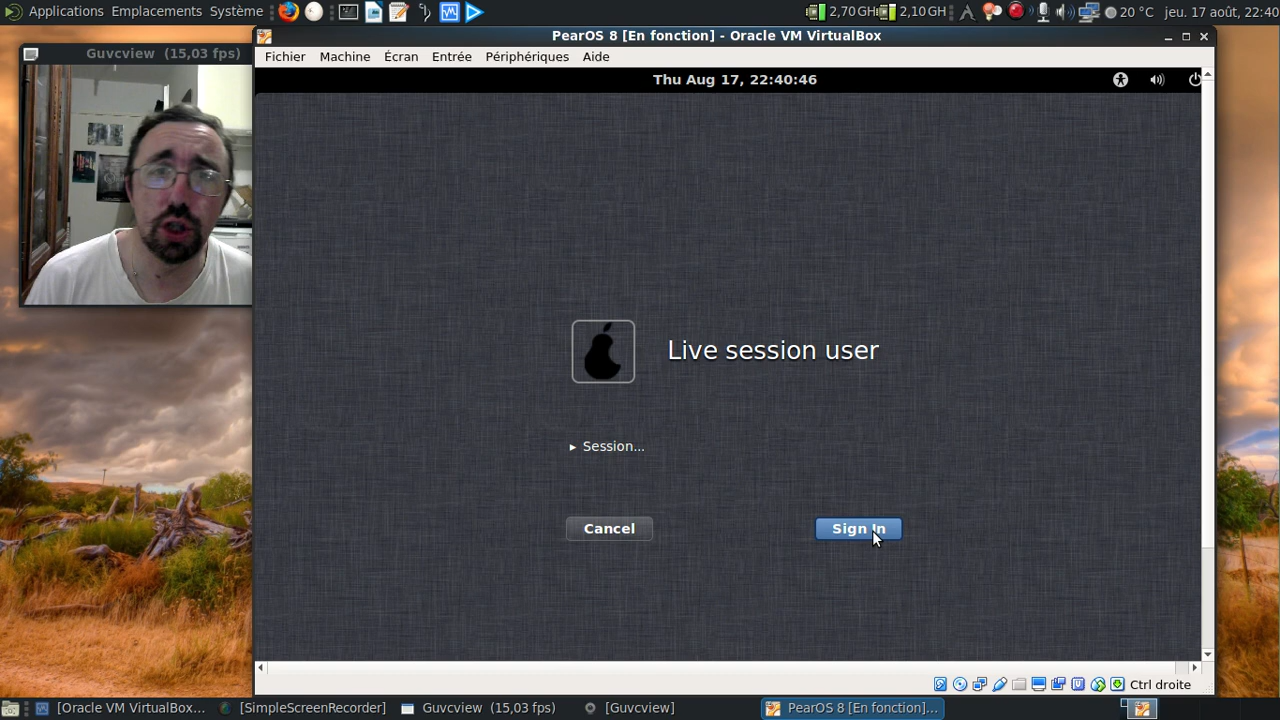 Applications Emplacements Système
2,70 GH 2,10 GH 20 °C jeu. 17 août, 22:40
Guvcview (15,03 fps)
PearOS 8 [En fonction] - Oracle VM VirtualBox
Fichier Machine Écran Entrée Périphériques Aide
Thu Aug 17, 22:40:46
Live session user
Session...
Cancel Sign In
Ctrl droite
[Oracle VM VirtualBox... [SimpleScreenRecorder] Guvcview (15,03 fps) [Guvcview] PearOS 8 [En fonction]...